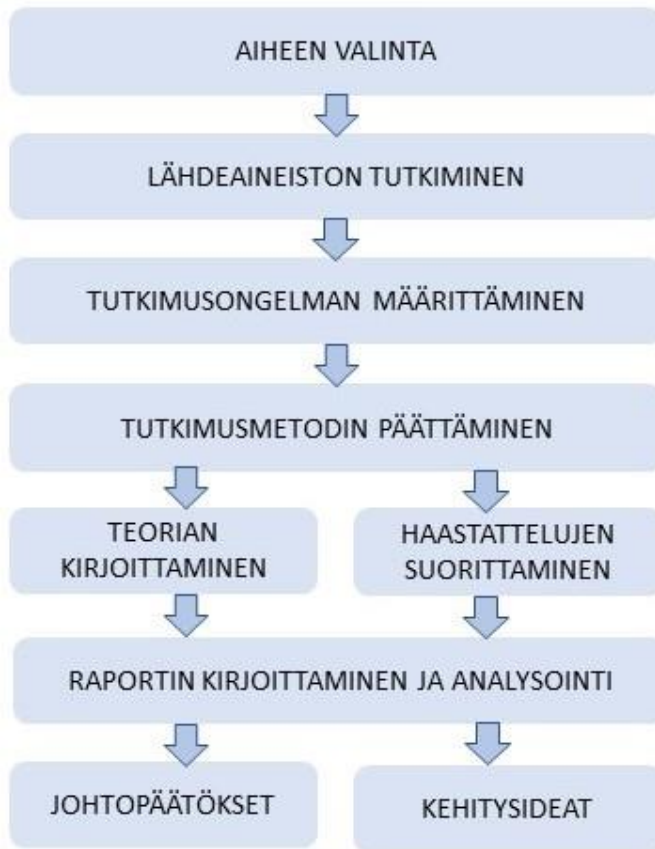 AIHEEN VALINTA
LÄHDEAINEISTON TUTKIMINEN
TUTKIMUSONGELMAN MÄÄRITTÄMINEN
TUTKIMUSMETODIN PÄÄTTÄMINEN
TEORIAN
KIRJOITTAMINEN
HAASTATTELUJEN
SUORITTAMINEN
RAPORTIN KIRJOITTAMINEN JA ANALYSOINTI
JOHTOPÄÄTÖKSET
KEHITYSIDEAT